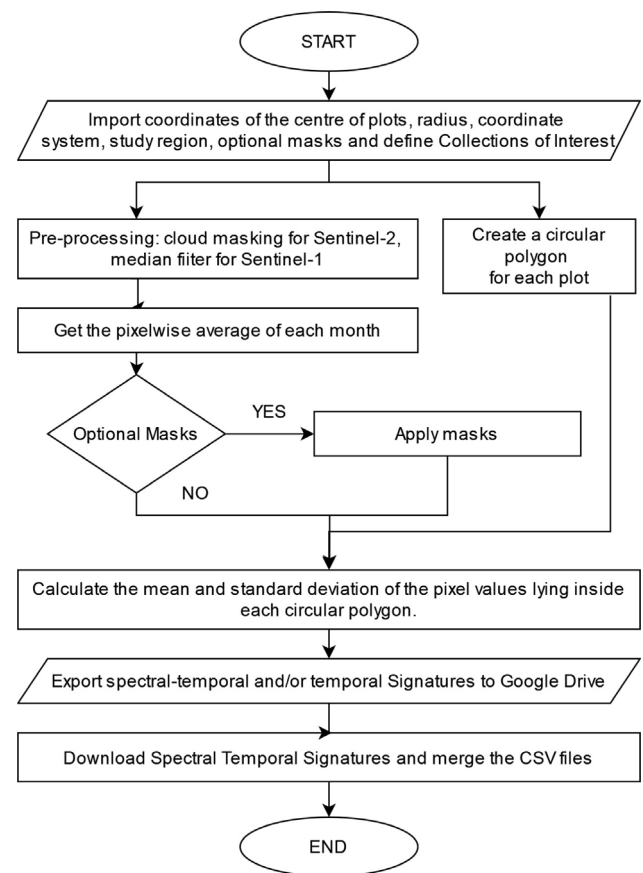 START
Import coordinates of the centre of plots, radius, coordinate
system, study region, optional masks and define Collections of Interest
Pre-processing: cloud masking for Sentinel-2,
median filter for Sentinel-1
Create a circular
polygon
for each plot
Get the pixelwise average of each month
Optional Masks
YES
Apply masks
NO
Calculate the mean and standard deviation of the pixel values lying inside
each circular polygon.
Export spectral-temporal and/or temporal Signatures to Google Drive
Download Spectral Temporal Signatures and merge the CSV files
END